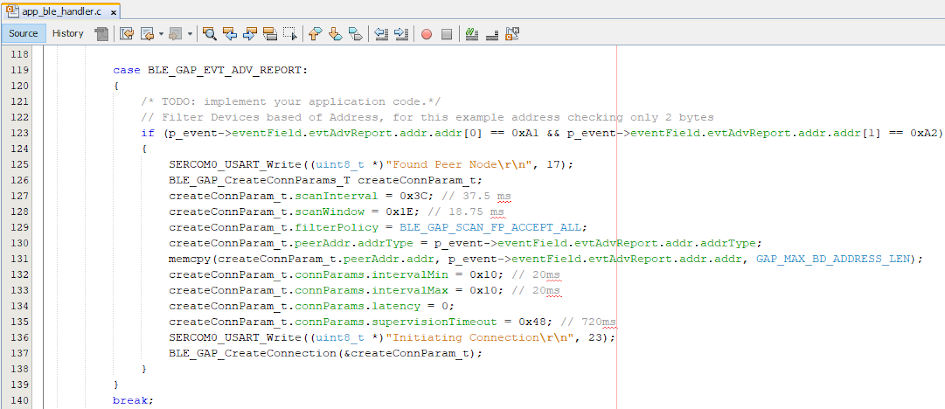 app_ble_handler.c x
Source History
118
119 case BLE_GAP_EVT_ADV_REPORT:
120 {
121 /* TODO: implement your application code.*/
122 // Filter Devices based of Address, for this example address checking only 2 bytes
123 if (p_event->eventField.evtAdvReport.addr.addr[0] == 0xA1 && p_event->eventField.evtAdvReport.addr.addr[1] == 0xA2)
124 {
125 SERCOM0_USART_Write((uint8_t *)"Found Peer Node\r\n", 17);
126 BLE_GAP_CreateConnParams_T createConnParam_t;
127 createConnParam_t.scanInterval = 0x3C; // 37.5 ms
128 createConnParam_t.scanWindow = 0x1E; // 18.75 ms
129 createConnParam_t.filterPolicy = BLE_GAP_SCAN_FP_ACCEPT_ALL;
130 createConnParam_t.peerAddr.addrType = p_event->eventField.evtAdvReport.addr.addrType;
131 memcpy(createConnParam_t.peerAddr.addr, p_event->eventField.evtAdvReport.addr.addr, GAP_MAX_BD_ADDRESS_LEN);
132 createConnParam_t.connParams.intervalMin = 0x10; // 20ms
133 createConnParam_t.connParams.intervalMax = 0x10; // 20ms
134 createConnParam_t.connParams.latency = 0;
135 createConnParam_t.connParams.supervisionTimeout = 0x48; // 720ms
136 SERCOM0_USART_Write((uint8_t *)"Initiating Connection\r\n", 23);
137 BLE_GAP_CreateConnection(&createConnParam_t);
138 }
139 }
140 break;